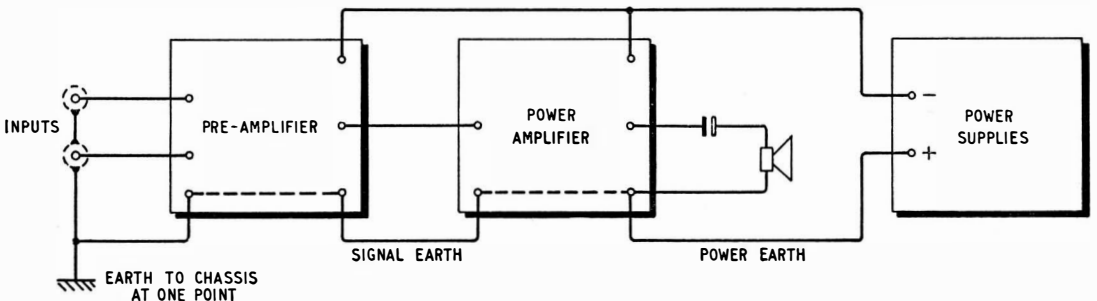 INPUTS
PRE-AMPLIFIER
POWER
AMPLIFIER
−
POWER
SUPPLIES
+
SIGNAL EARTH
POWER EARTH
EARTH TO CHASSIS
AT ONE POINT